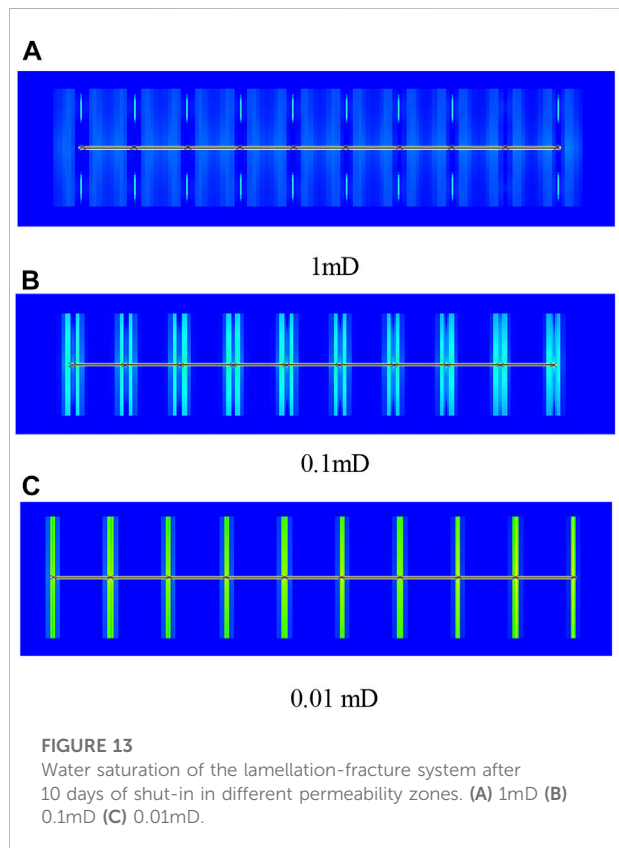 A
1mD
B
0.1mD
C
0.01 mD
FIGURE 13
Water saturation of the lamellation-fracture system after
10 days of shut-in in different permeability zones. (A) 1mD (B)
0.1mD (C) 0.01mD.